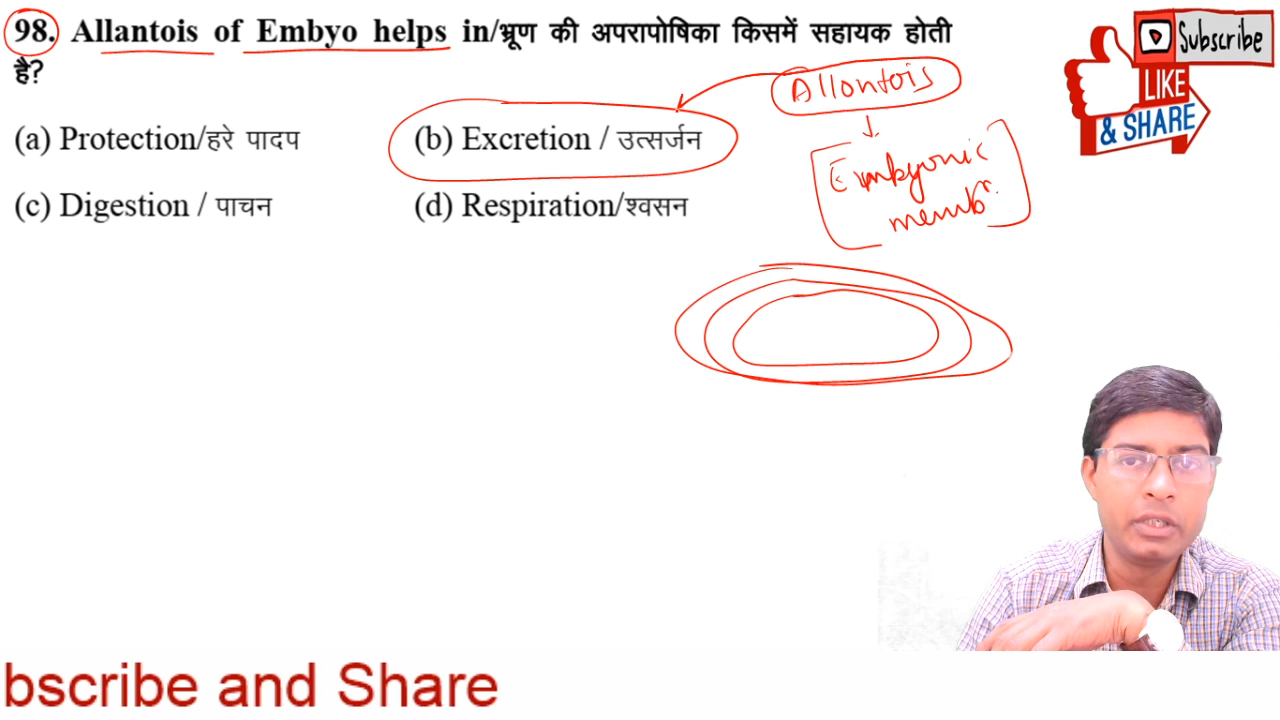 98. Allantois of Embyo helps in/भ्रूण की अपरापोषिका किसमें सहायक होती
है?
(a) Protection/हरे पादप
(b) Excretion / उत्सर्जन
(c) Digestion / पाचन
(d) Respiration/श्वसन
Allontois
Embyonic
membr.
Subscribe
LIKE
& SHARE
bscribe and Share